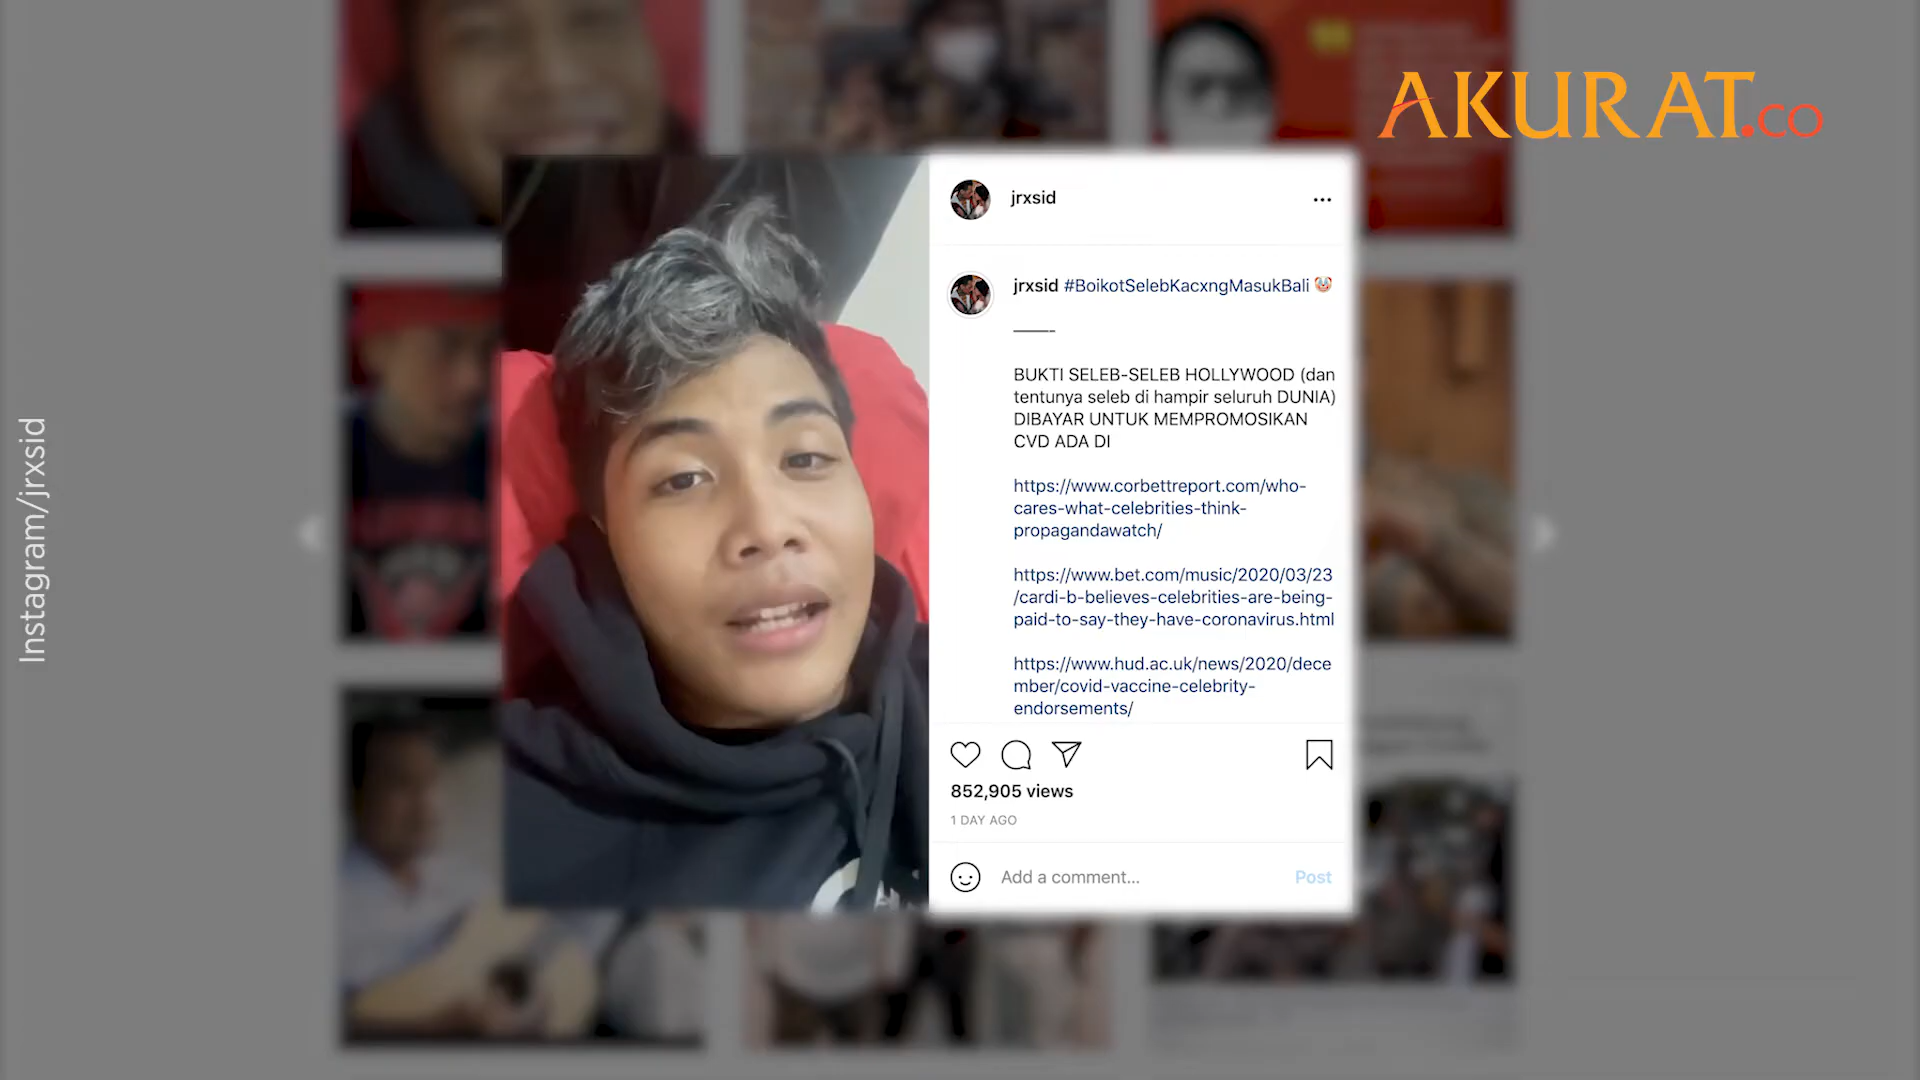 AKURAT.co
Instagram/jrxsid
jrxsid
jrxsid #BoikotSelebKacxngMasukBali 🤡
———-
BUKTI SELEB-SELEB HOLLYWOOD (dan
tentunya seleb di hampir seluruh DUNIA)
DIBAYAR UNTUK MEMPROMOSIKAN
CVD ADA DI
https://www.corbettreport.com/who-
cares-what-celebrities-think-
propagandawatch/
https://www.bet.com/music/2020/03/23
/cardi-b-believes-celebrities-are-being-
paid-to-say-they-have-coronavirus.html
https://www.hud.ac.uk/news/2020/dece
mber/covid-vaccine-celebrity-
endorsements/
852,905 views
1 DAY AGO
Add a comment...
Post